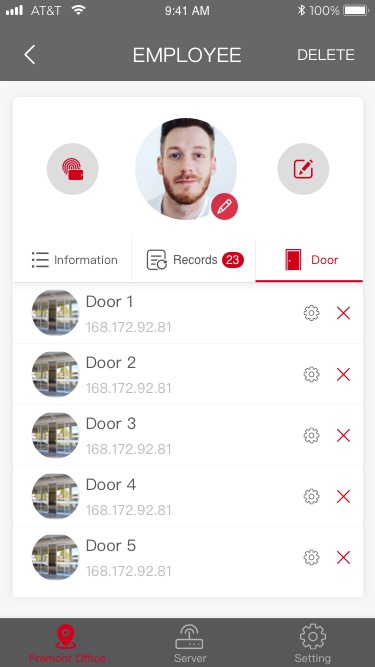 AT&T 9:41 AM 100%
EMPLOYEE DELETE
Information Records 23 Door
Door 1
168.172.92.81
Door 2
168.172.92.81
Door 3
168.172.92.81
Door 4
168.172.92.81
Door 5
168.172.92.81
Fremont Office Server Setting